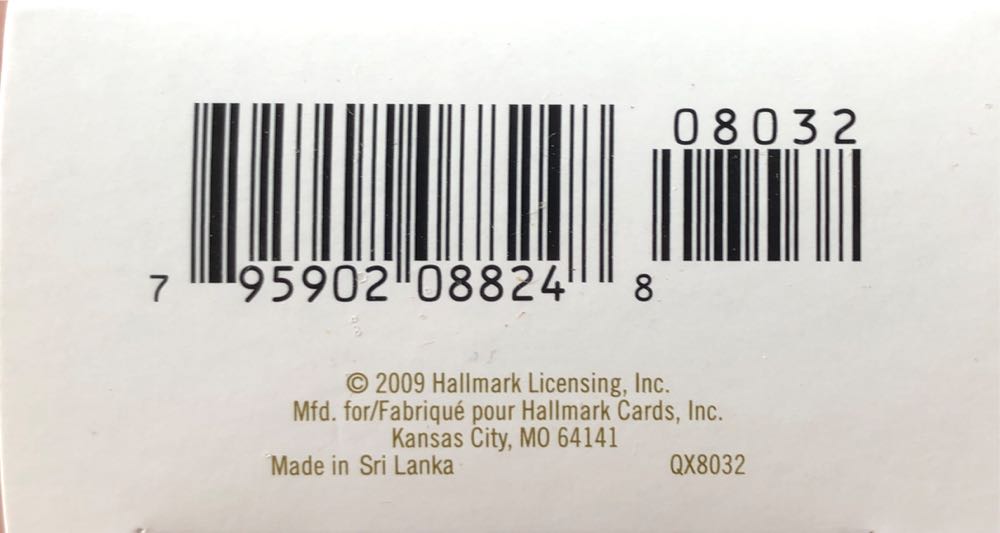 08032
7 95902 08824 8
© 2009 Hallmark Licensing, Inc.
Mfd. for/Fabriqué pour Hallmark Cards, Inc.
Kansas City, MO 64141
Made in Sri Lanka QX8032